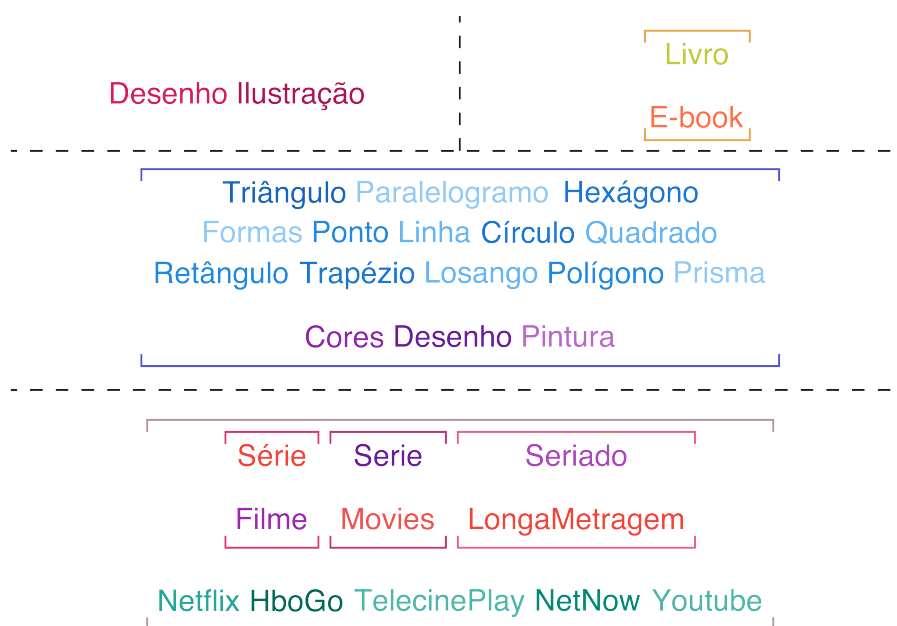 Desenho Ilustração
Livro
E-book
Triângulo Paralelogramo Hexágono
Formas Ponto Linha Círculo Quadrado
Retângulo Trapézio Losango Polígono Prisma
Cores Desenho Pintura
Série Serie Seriado
Filme Movies LongaMetragem
Netflix HboGo TelecinePlay NetNow Youtube